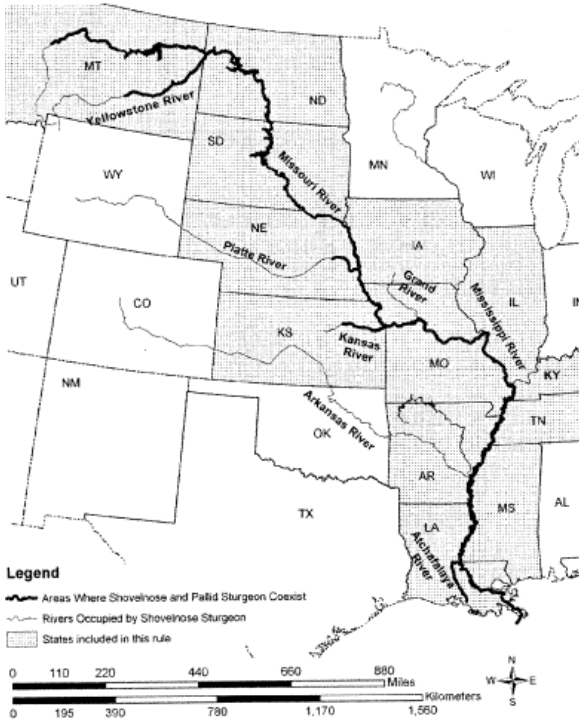 MT
ND
Yellowstone River
SD
MN
WI
WY
Missouri River
NE
IA
Platte River
Grand
River
IL
Mississippi River
UT
CO
KS
Kansas
River
MO
KY
NM
Arkansas River
TN
OK
AR
MS
AL
TX
LA
Atchafalaya
River
Legend
Areas Where Shovelnose and Pallid Sturgeon Coexist
Rivers Occupied by Shovelnose Sturgeon
States included in this rule
0 110 220 440 660 880
Miles
Kilometers
0 195 390 780 1,170 1,560
N
W E
S